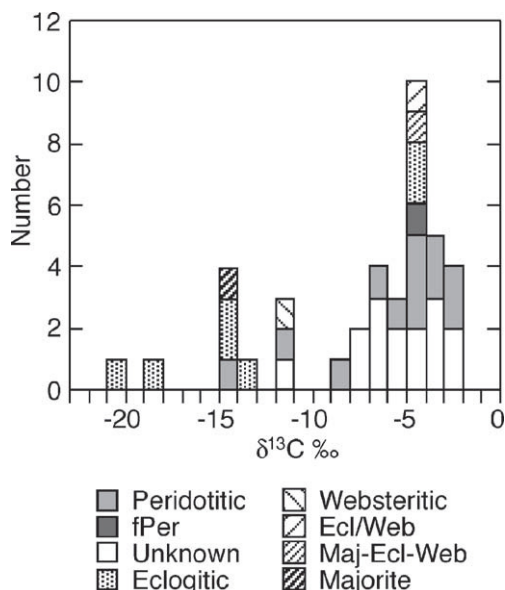 12
10
8
6
4
2
0
Number
-20 -15 -10 -5 0
δ¹³C ‰
Peridotitic Websteritic
fPer Ecl/Web
Unknown Maj-Ecl-Web
Eclogitic Majorite